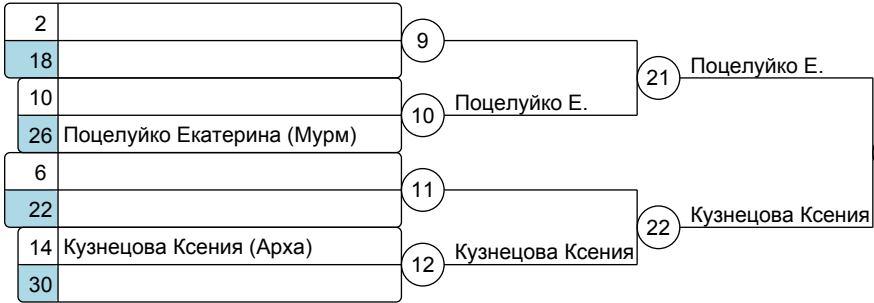 2
9
18
21 Поцелуйко Е.
10
10 Поцелуйко Е.
26 Поцелуйко Екатерина (Мурм)
6
11
22
22 Кузнецова Ксения
14 Кузнецова Ксения (Арха)
12 Кузнецова Ксения
30